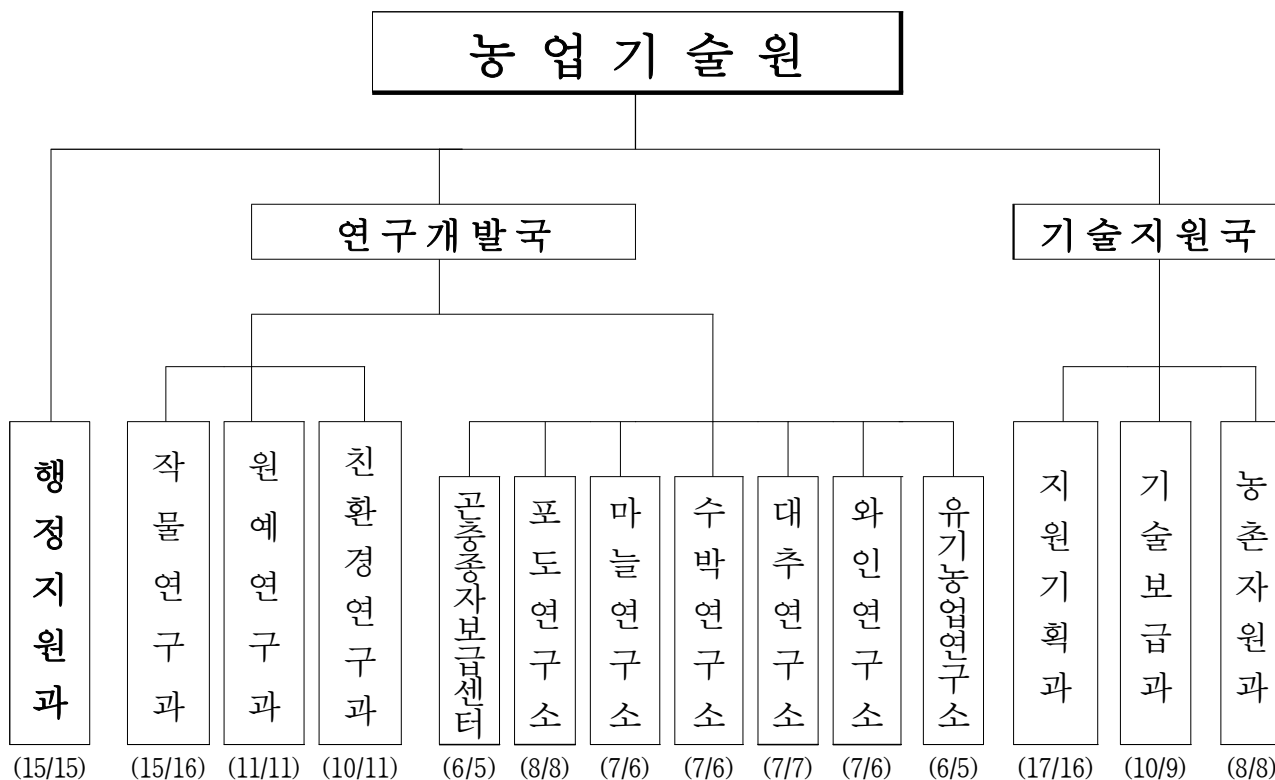 농업기술원
연구개발국
기술지원국
행정지원과
작물연구과
원예연구과
친환경연구과
곤충종자보급센터
포도연구소
마늘연구소
수박연구소
대추연구소
와인연구소
유기농업연구소
지원기획과
기술보급과
농촌자원과
(15/15) (15/16) (11/11) (10/11) (6/5) (8/8) (7/6) (7/6) (7/7) (7/6) (6/5) (17/16) (10/9) (8/8)